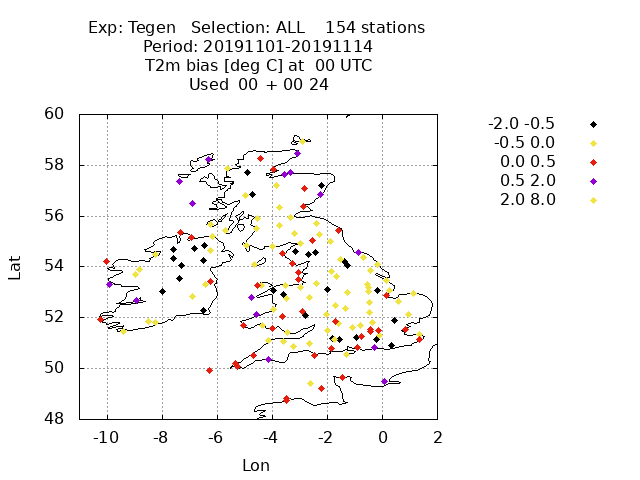 Exp: Tegen Selection: ALL 154 stations
Period: 20191101-20191114
T2m bias [deg C] at 00 UTC
Used 00 + 00 24
-2.0 -0.5
-0.5 0.0
0.0 0.5
0.5 2.0
2.0 8.0
60
58
56
54
52
50
48
Lat
-10 -8 -6 -4 -2 0 2
Lon